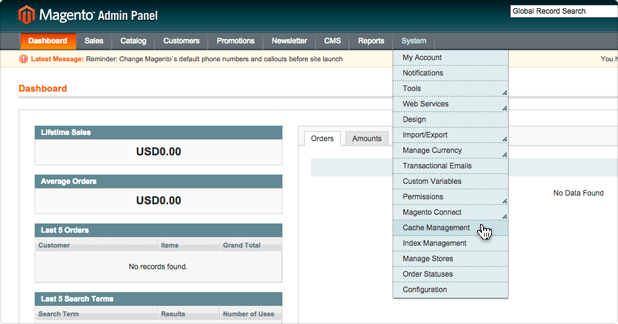 Magento™ Admin Panel
Global Record Search
Dashboard Sales Catalog Customers Promotions Newsletter CMS Reports System
Latest Message: Reminder: Change Magento`s default phone numbers and callouts before site launch
You h
Dashboard
Lifetime Sales
USD0.00
Average Orders
USD0.00
Last 5 Orders
Customer Items Grand Total
No records found.
Last 5 Search Terms
Search Term Results Number of Uses
Orders Amounts
No Data Found
My Account
Notifications
Tools
Web Services
Design
Import/Export
Manage Currency
Transactional Emails
Custom Variables
Permissions
Magento Connect
Cache Management
Index Management
Manage Stores
Order Statuses
Configuration